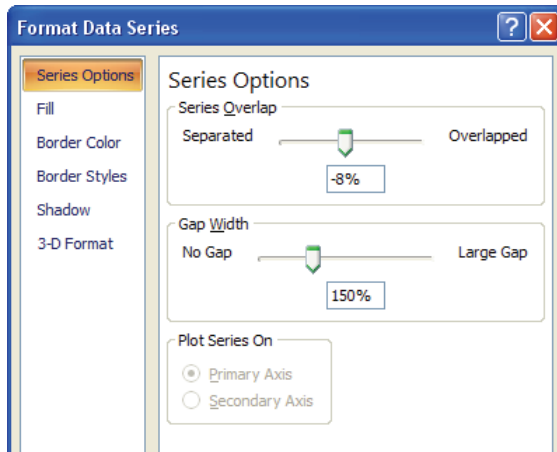 Format Data Series
Series Options
Fill
Border Color
Border Styles
Shadow
3-D Format
Series Options
Series Overlap
Separated Overlapped
-8%
Gap Width
No Gap Large Gap
150%
Plot Series On
Primary Axis
Secondary Axis